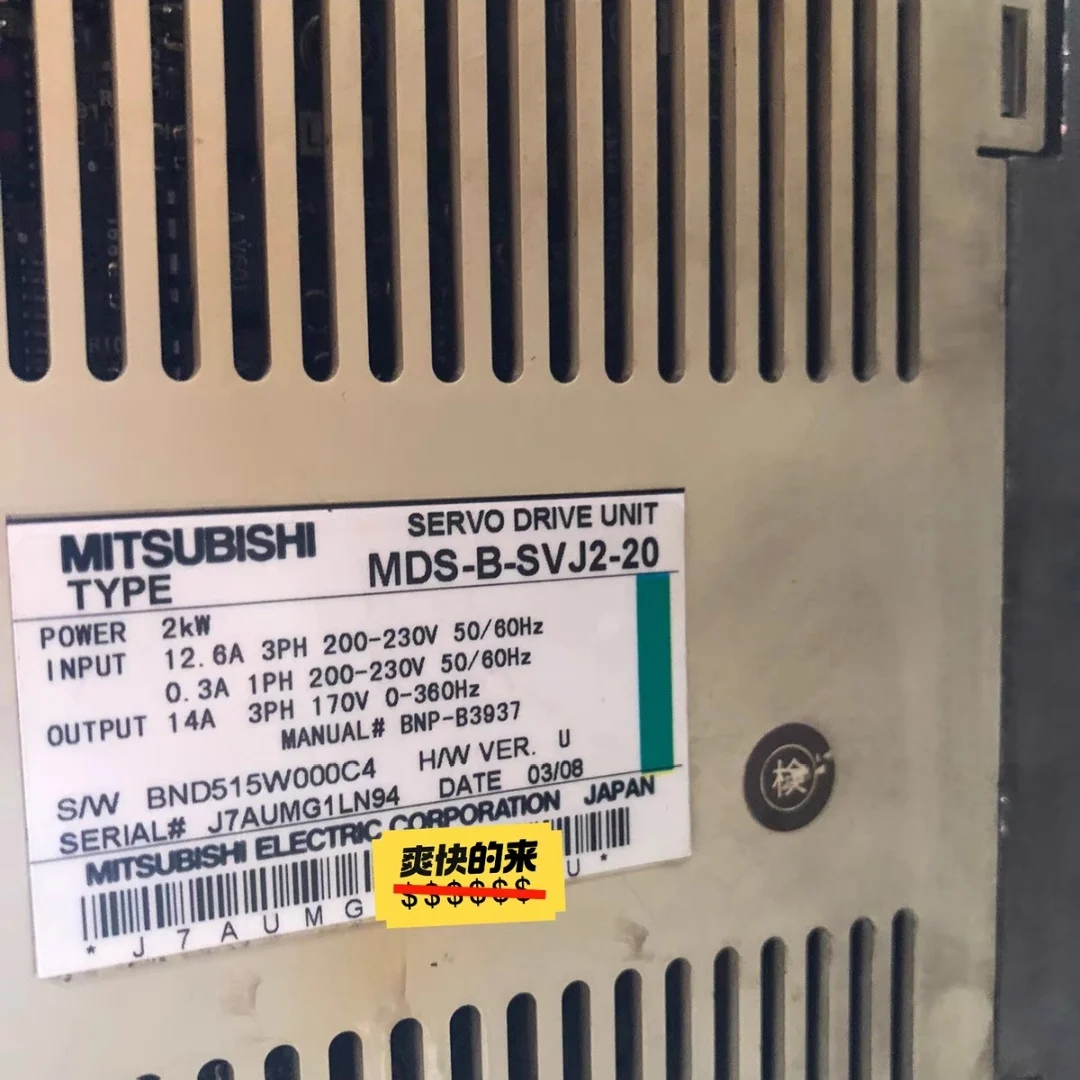 MITSUBISHI SERVO DRIVE UNIT
TYPE MDS-B-SVJ2-20
POWER 2kW
INPUT 12.6A 3PH 200-230V 50/60Hz
0.3A 1PH 200-230V 50/60Hz
OUTPUT 14A 3PH 170V 0-360Hz
MANUAL# BNP-B3937
S/W BND515W000C4 H/W VER. U
SERIAL# J7AUMG1LN94 DATE 03/08
MITSUBISHI ELECTRIC CORPORATION JAPAN
爽快的来
$$$$$$
* J 7 A U M G U *
検